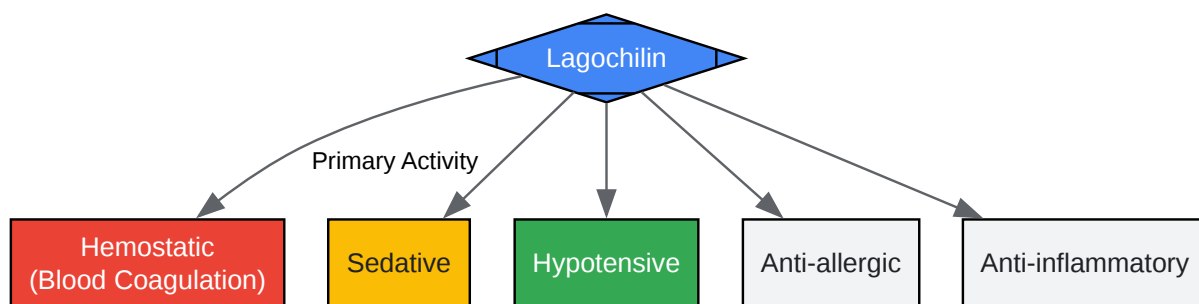 Lagochilin
Primary Activity
Hemostatic
(Blood Coagulation)
Sedative
Hypotensive
Anti-allergic
Anti-inflammatory